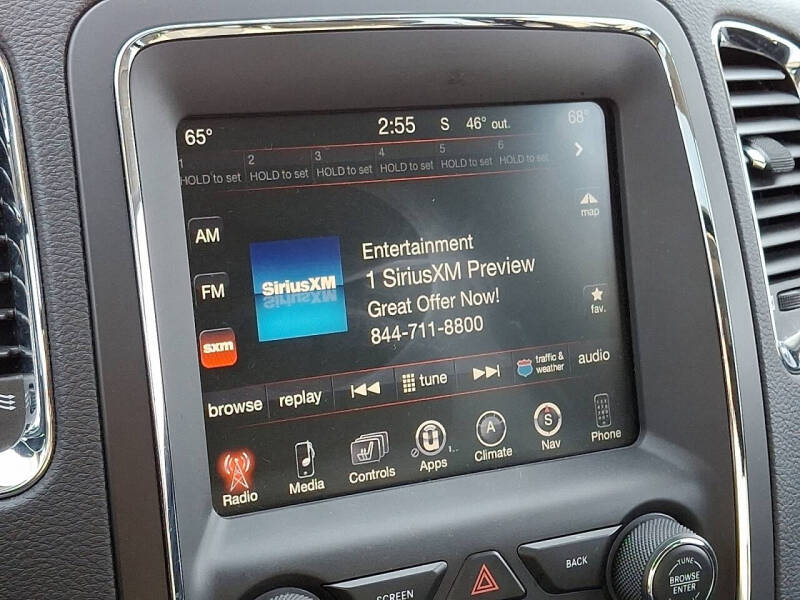 65° 2:55 S 46° out. 68°
1 2 3 4 5 6
HOLD to set HOLD to set HOLD to set HOLD to set HOLD to set HOLD to set
map
AM
FM
sxm
SiriusXM
Entertainment
1 SiriusXM Preview
Great Offer Now!
844-711-8800
fav.
browse replay tune traffic & weather audio
Radio Media Controls Apps Climate Nav Phone
A
S
SCREEN
BACK
TUNE
BROWSE
ENTER